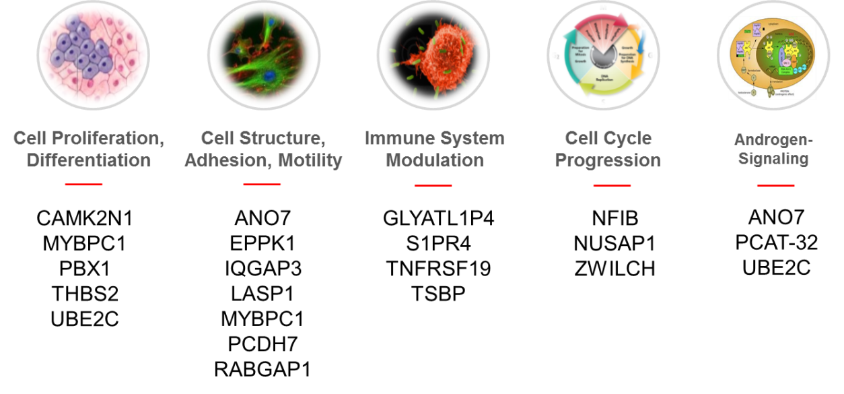 Cell Proliferation,
Differentiation
CAMK2N1
MYBPC1
PBX1
THBS2
UBE2C
Cell Structure,
Adhesion, Motility
ANO7
EPPK1
IQGAP3
LASP1
MYBPC1
PCDH7
RABGAP1
Immune System
Modulation
GLYATL1P4
S1PR4
TNFRSF19
TSBP
Cell Cycle
Progression
NFIB
NUSAP1
ZWILCH
Androgen-
Signaling
ANO7
PCAT-32
UBE2C